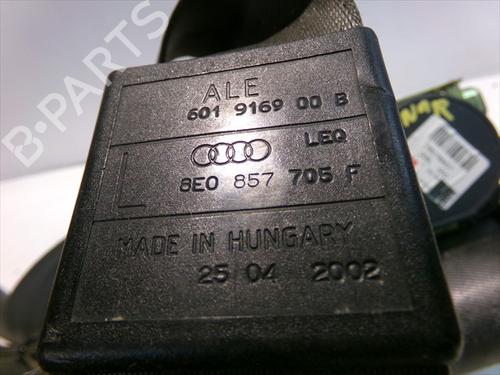 B-PARTS
ALE
601 9169 00 B
LEQ
L
8E0 857 705 F
MADE IN HUNGARY
25 04 2002